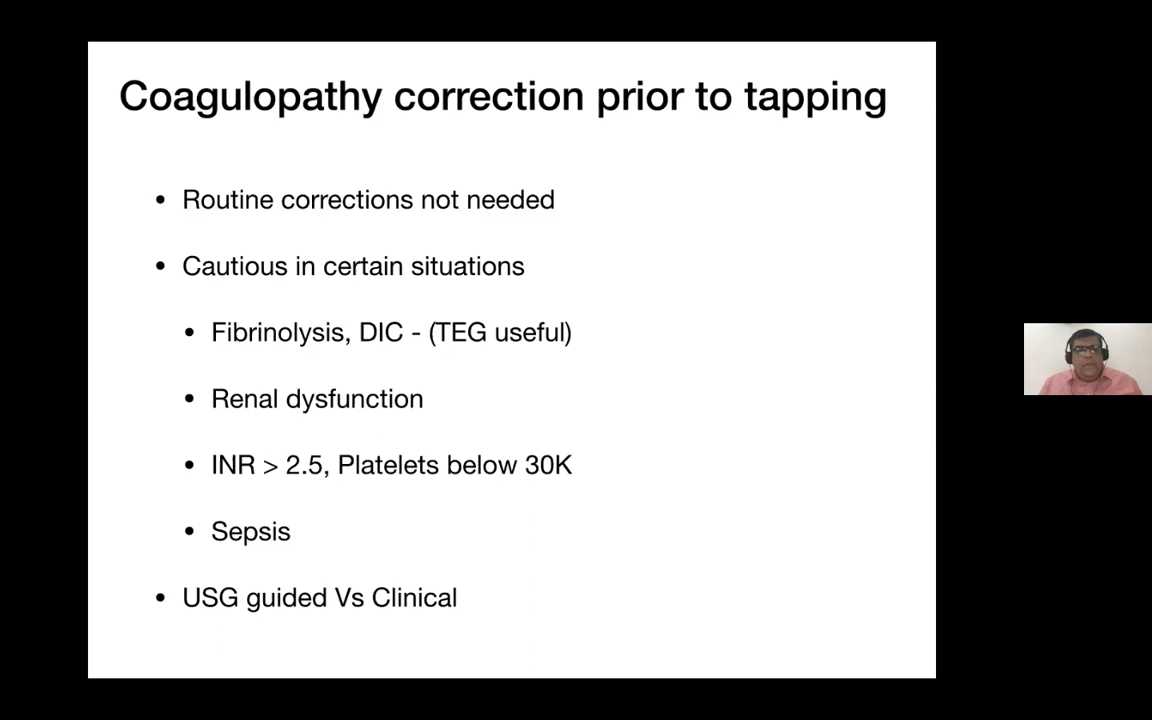 Coagulopathy correction prior to tapping
• Routine corrections not needed
• Cautious in certain situations
• Fibrinolysis, DIC - (TEG useful)
• Renal dysfunction
• INR > 2.5, Platelets below 30K
• Sepsis
• USG guided Vs Clinical